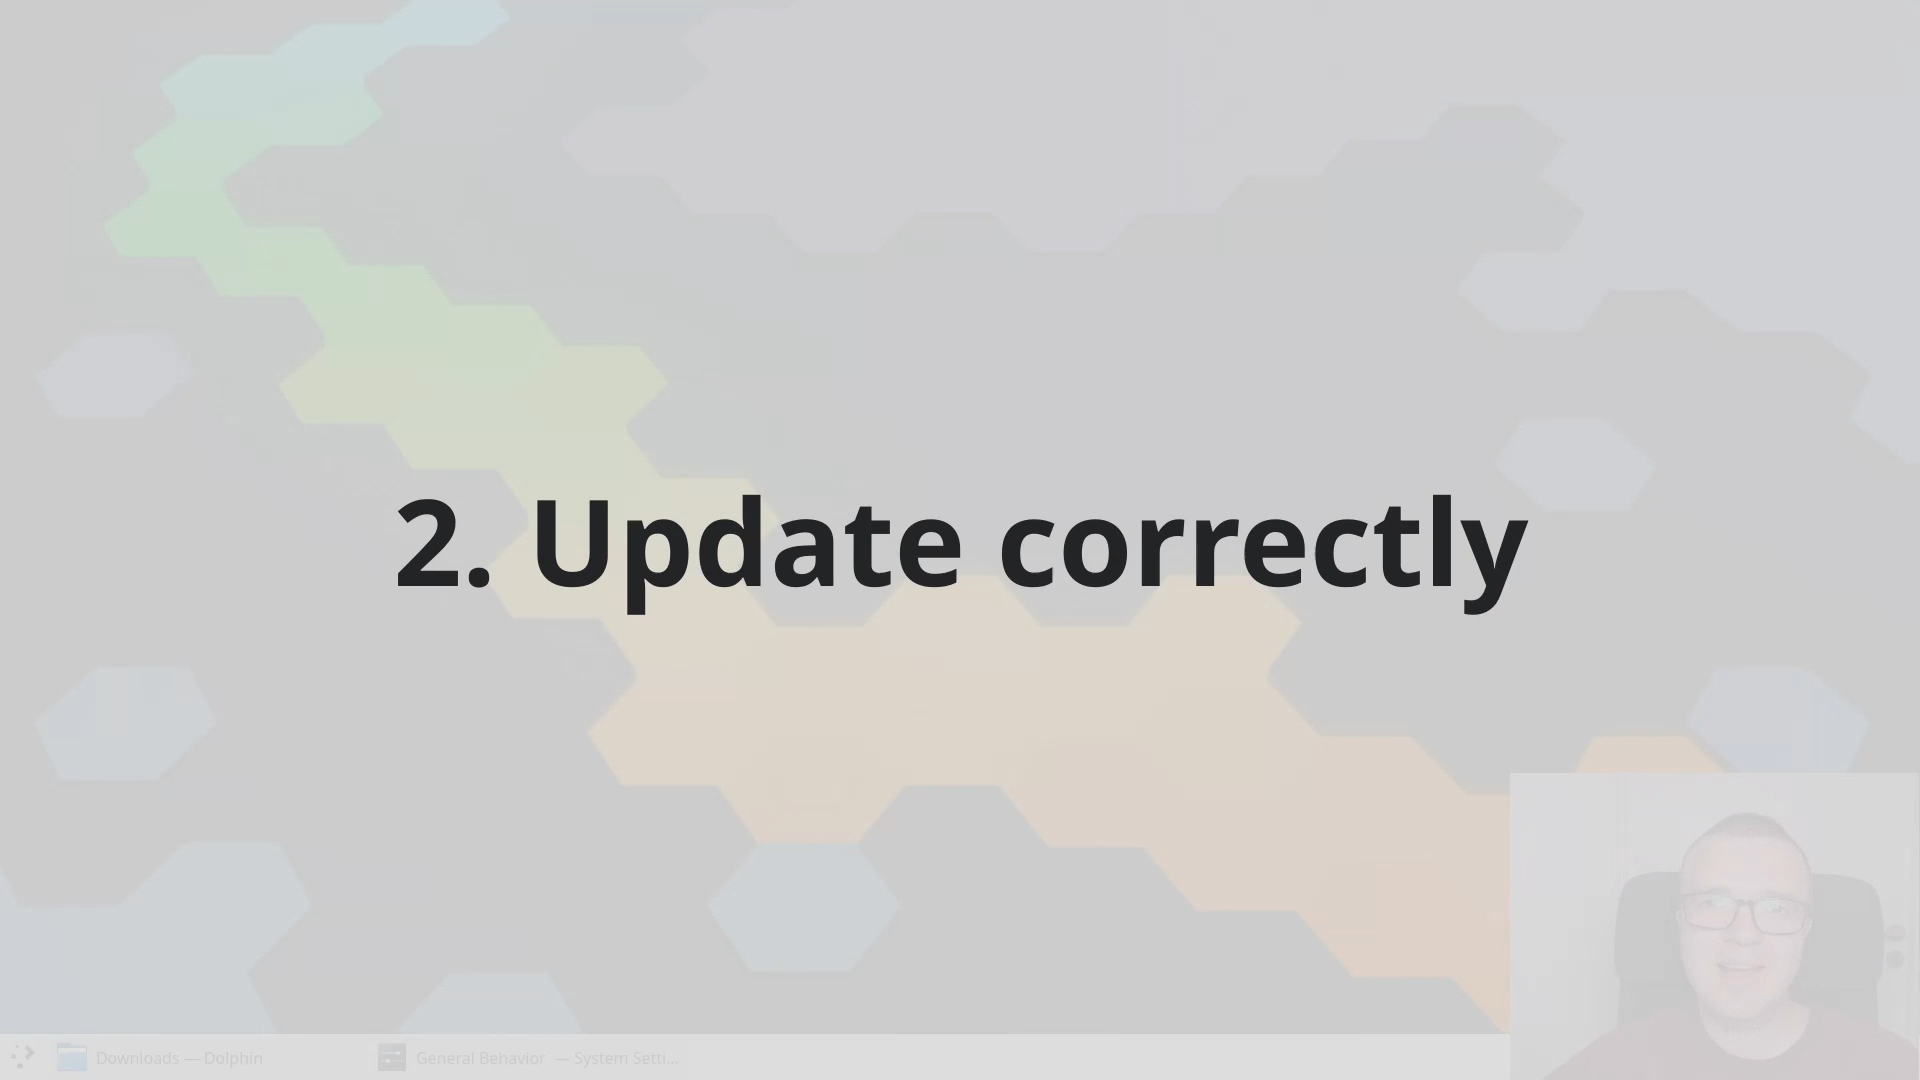 2. Update correctly
Downloads — Dolphin
General Behavior — System Setti...